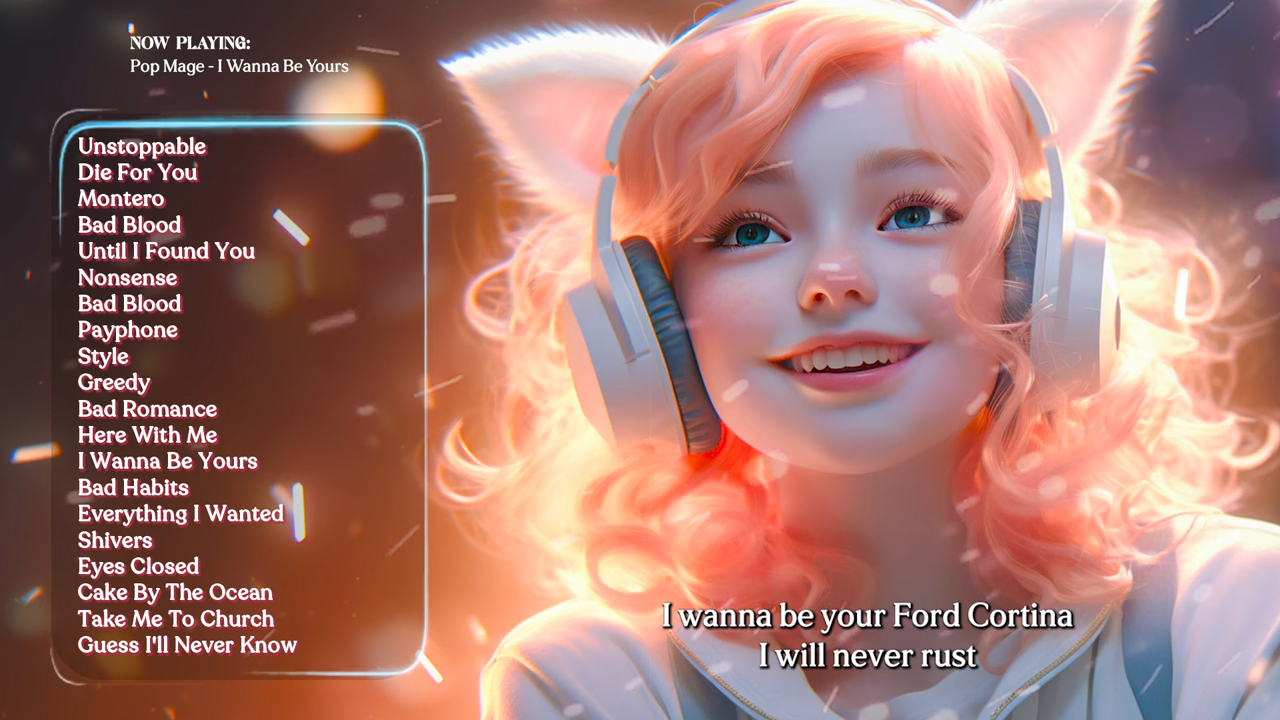 NOW PLAYING:
Pop Mage - I Wanna Be Yours
Unstoppable
Die For You
Montero
Bad Blood
Until I Found You
Nonsense
Bad Blood
Payphone
Style
Greedy
Bad Romance
Here With Me
I Wanna Be Yours
Bad Habits
Everything I Wanted
Shivers
Eyes Closed
Cake By The Ocean
Take Me To Church
Guess I'll Never Know
I wanna be your Ford Cortina
I will never rust